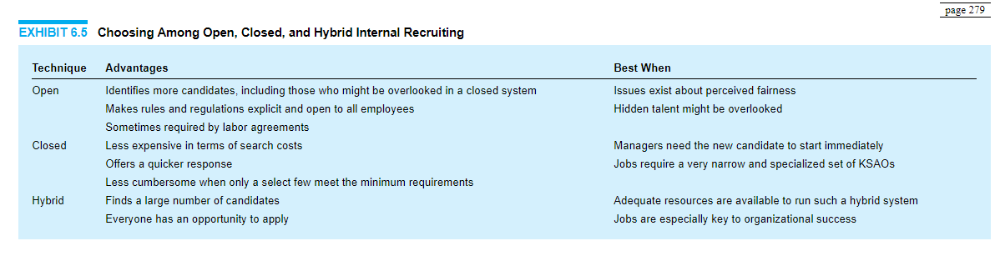 page 279
EXHIBIT 6.5 Choosing Among Open, Closed, and Hybrid Internal Recruiting
Technique Advantages Best When
Open Identifies more candidates, including those who might be overlooked in a closed system Issues exist about perceived fairness
Makes rules and regulations explicit and open to all employees Hidden talent might be overlooked
Sometimes required by labor agreements
Closed Less expensive in terms of search costs Managers need the new candidate to start immediately
Offers a quicker response Jobs require a very narrow and specialized set of KSAOs
Less cumbersome when only a select few meet the minimum requirements
Hybrid Finds a large number of candidates Adequate resources are available to run such a hybrid system
Everyone has an opportunity to apply Jobs are especially key to organizational success